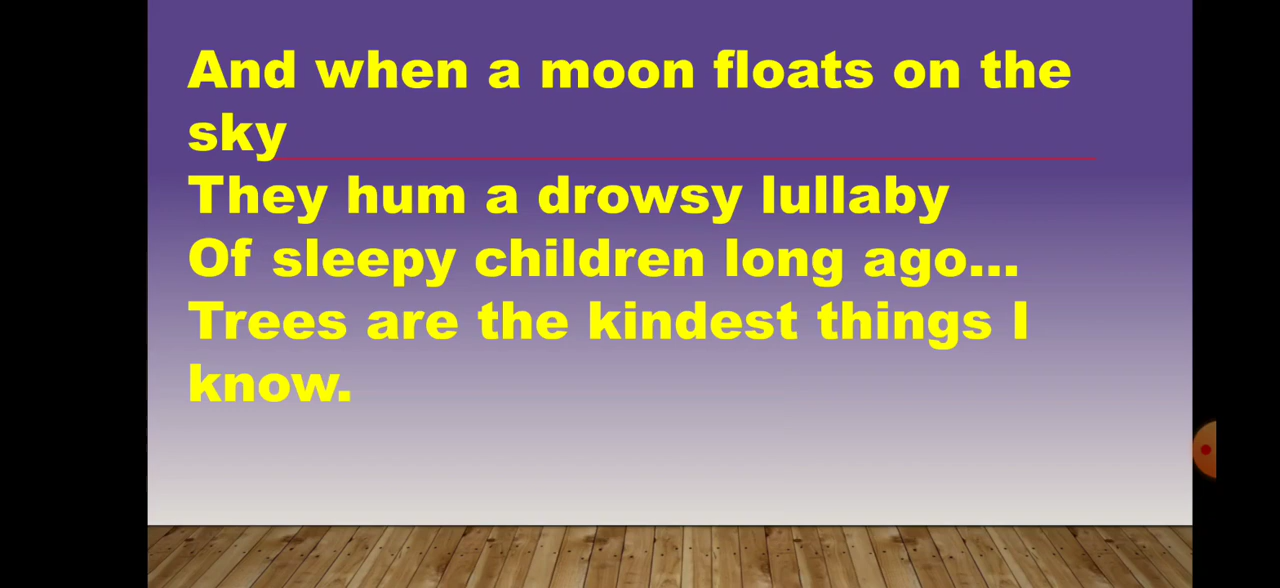 And when a moon floats on the
sky
They hum a drowsy lullaby
Of sleepy children long ago...
Trees are the kindest things I
know.